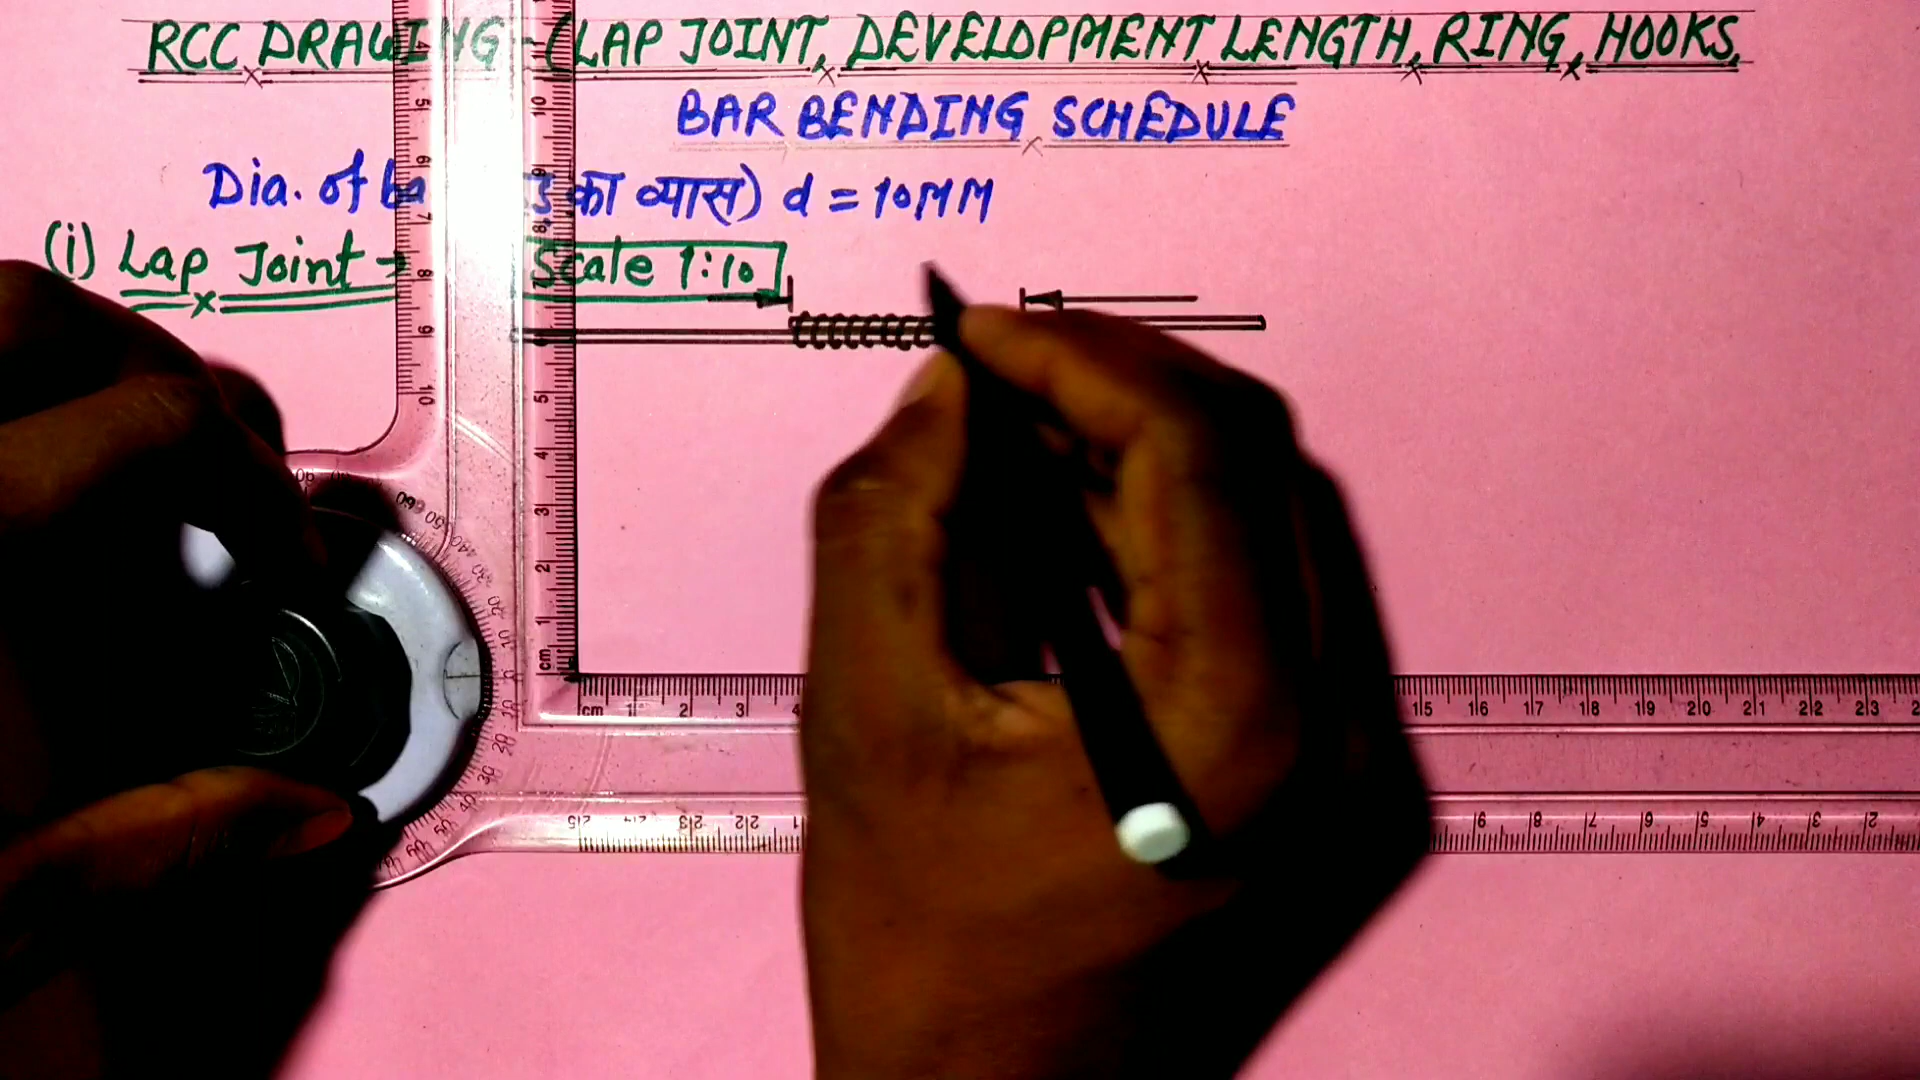 RCC DRAWING - (LAP JOINT, DEVELOPMENT LENGTH, RING, HOOKS,
BAR BENDING SCHEDULE
Dia. of का व्यास) d = 10MM
(i) Lap Joint → Scale 1:10